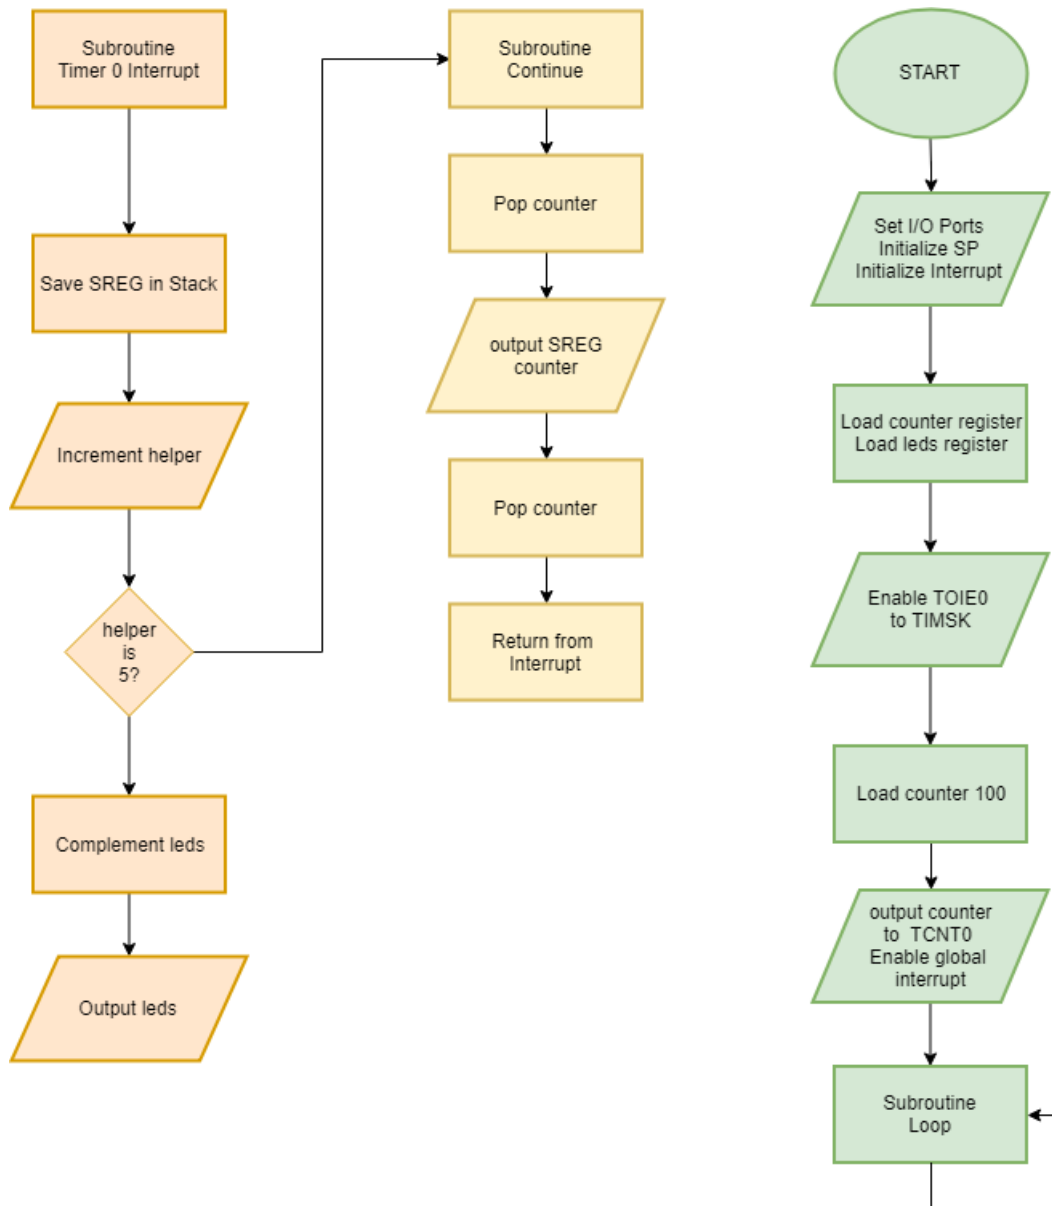 Subroutine
Timer 0 Interrupt
Save SREG in Stack
Increment helper
helper
is
5?
Complement leds
Output leds
Subroutine
Continue
Pop counter
output SREG
counter
Pop counter
Return from
Interrupt
START
Set I/O Ports
Initialize SP
Initialize Interrupt
Load counter register
Load leds register
Enable TOIE0
to TIMSK
Load counter 100
output counter
to TCNT0
Enable global
interrupt
Subroutine
Loop